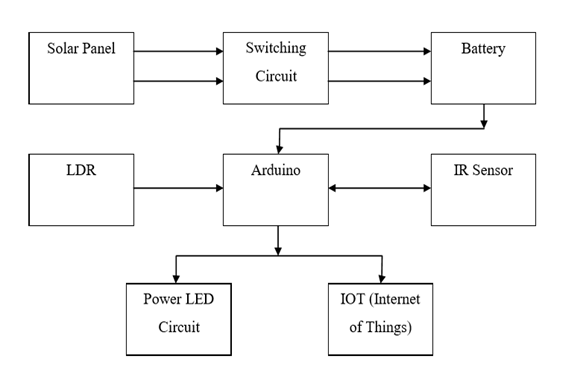 Solar Panel
Switching
Circuit
Battery
LDR
Arduino
IR Sensor
Power LED
Circuit
IOT (Internet
of Things)